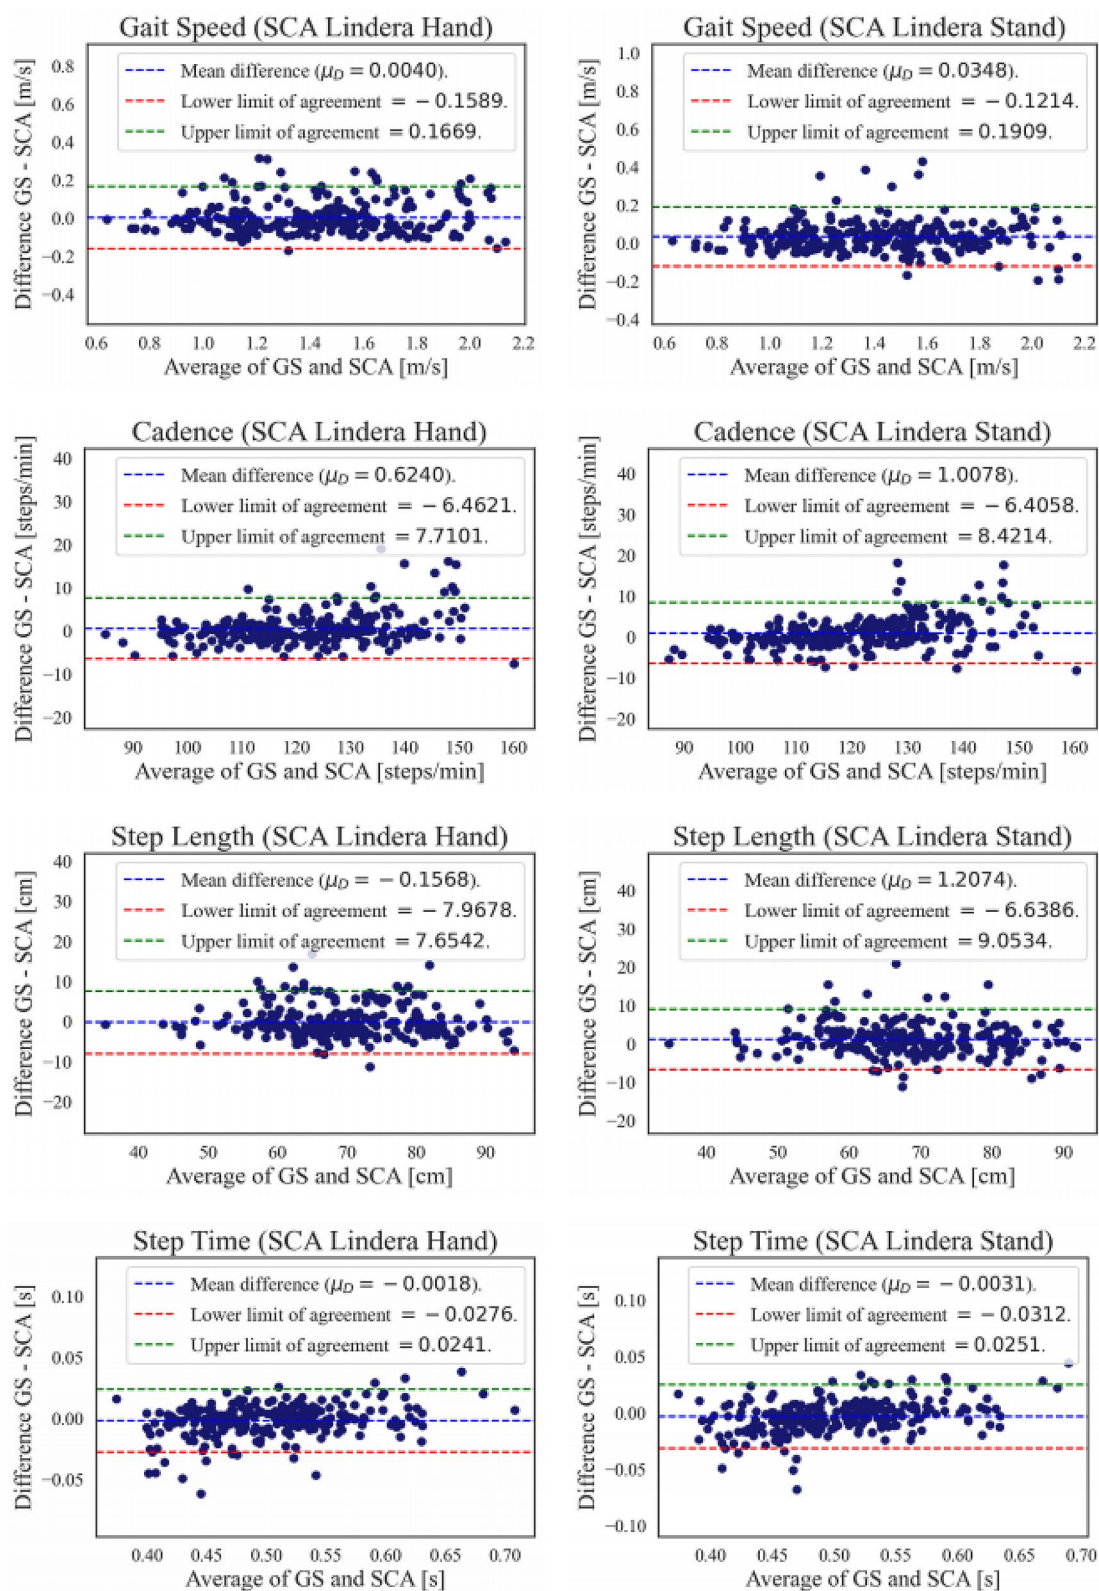 Gait Speed (SCA Lindera Hand)
Mean difference (μD = 0.0040).
Lower limit of agreement = −0.1589.
Upper limit of agreement = 0.1669.
Difference GS - SCA [m/s]
0.8
0.6
0.4
0.2
0.0
−0.2
−0.4
0.6 0.8 1.0 1.2 1.4 1.6 1.8 2.0 2.2
Average of GS and SCA [m/s]
Gait Speed (SCA Lindera Stand)
Mean difference (μD = 0.0348).
Lower limit of agreement = −0.1214.
Upper limit of agreement = 0.1909.
Difference GS - SCA [m/s]
1.0
0.8
0.6
0.4
0.2
0.0
−0.2
−0.4
0.6 0.8 1.0 1.2 1.4 1.6 1.8 2.0 2.2
Average of GS and SCA [m/s]
Cadence (SCA Lindera Hand)
Mean difference (μD = 0.6240).
Lower limit of agreement = −6.4621.
Upper limit of agreement = 7.7101.
Difference GS - SCA [steps/min]
40
30
20
10
0
−10
−20
90 100 110 120 130 140 150 160
Average of GS and SCA [steps/min]
Cadence (SCA Lindera Stand)
Mean difference (μD = 1.0078).
Lower limit of agreement = −6.4058.
Upper limit of agreement = 8.4214.
Difference GS - SCA [steps/min]
40
30
20
10
0
−10
−20
90 100 110 120 130 140 150 160
Average of GS and SCA [steps/min]
Step Length (SCA Lindera Hand)
Mean difference (μD = −0.1568).
Lower limit of agreement = −7.9678.
Upper limit of agreement = 7.6542.
Difference GS - SCA [cm]
40
30
20
10
0
−10
−20
40 50 60 70 80 90
Average of GS and SCA [cm]
Step Length (SCA Lindera Stand)
Mean difference (μD = 1.2074).
Lower limit of agreement = −6.6386.
Upper limit of agreement = 9.0534.
Difference GS - SCA [cm]
40
30
20
10
0
−10
−20
40 50 60 70 80 90
Average of GS and SCA [cm]
Step Time (SCA Lindera Hand)
Mean difference (μD = −0.0018).
Lower limit of agreement = −0.0276.
Upper limit of agreement = 0.0241.
Difference GS - SCA [s]
0.10
0.05
0.00
−0.05
0.40 0.45 0.50 0.55 0.60 0.65 0.70
Average of GS and SCA [s]
Step Time (SCA Lindera Stand)
Mean difference (μD = −0.0031).
Lower limit of agreement = −0.0312.
Upper limit of agreement = 0.0251.
Difference GS - SCA [s]
0.10
0.05
0.00
−0.05
−0.10
0.40 0.45 0.50 0.55 0.60 0.65 0.70
Average of GS and SCA [s]